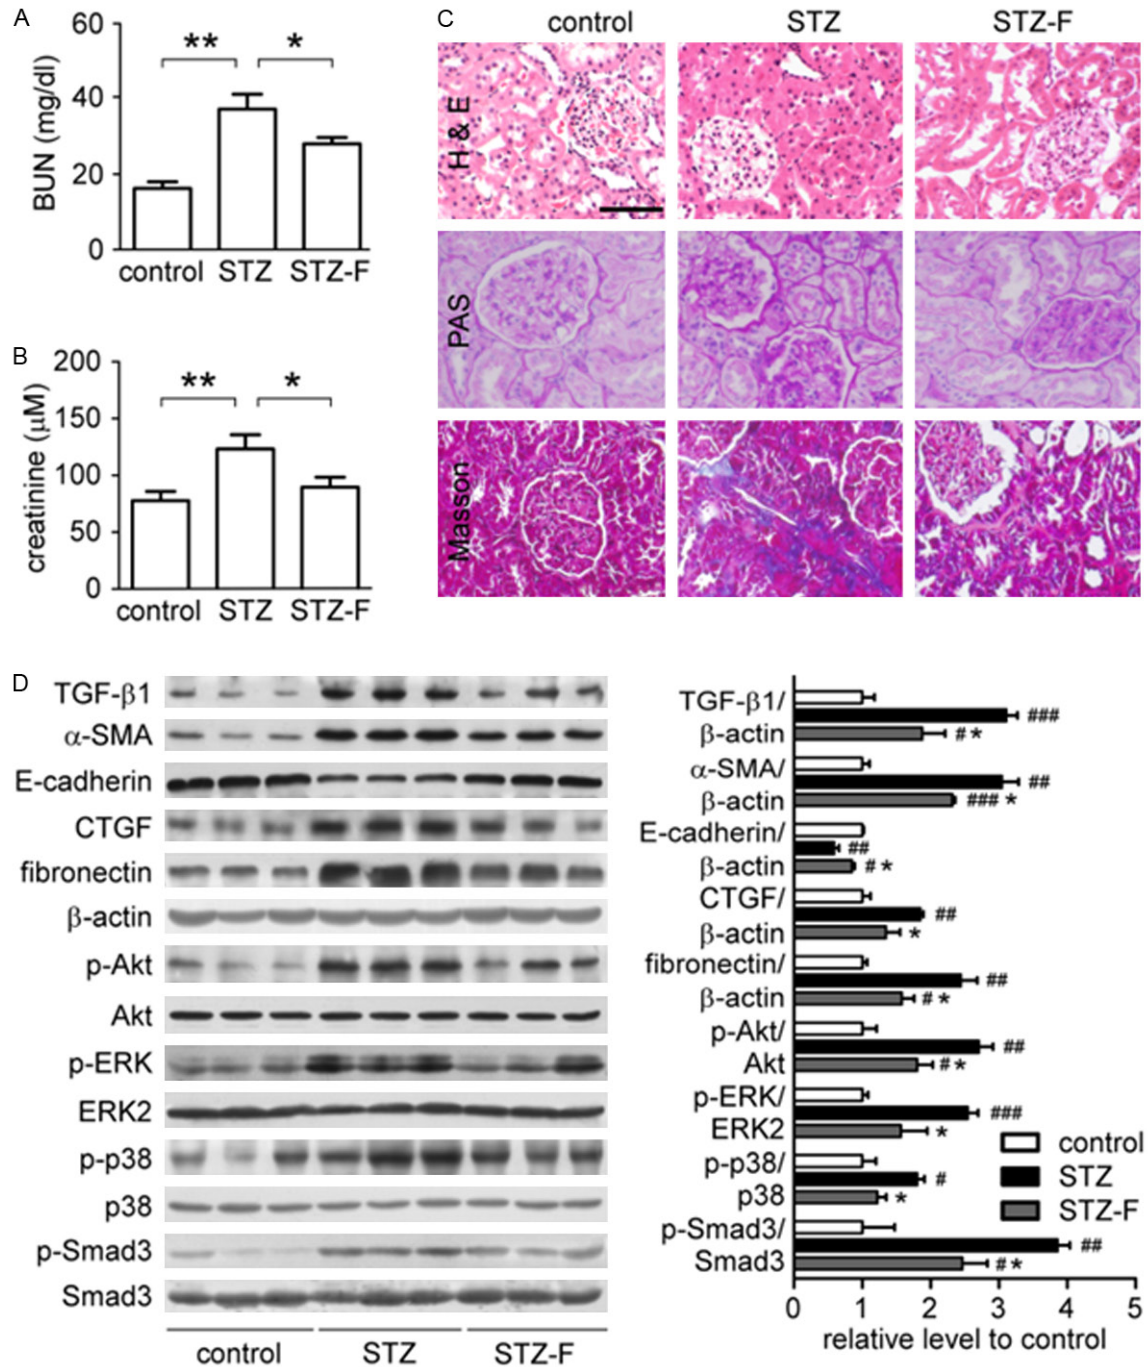 A
60
40
20
0
BUN (mg/dl)
** *
control STZ STZ-F
B
200
150
100
50
0
creatinine (μM)
** *
control STZ STZ-F
C
control STZ STZ-F
H & E
PAS
Masson
D
TGF-β1
α-SMA
E-cadherin
CTGF
fibronectin
β-actin
p-Akt
Akt
p-ERK
ERK2
p-p38
p38
p-Smad3
Smad3
control STZ STZ-F
TGF-β1/
###
β-actin # *
α-SMA/
##
β-actin ### *
E-cadherin/
##
β-actin # *
CTGF/
##
β-actin *
fibronectin/
##
β-actin # *
p-Akt/
##
Akt # *
p-ERK/
###
ERK2 *
p-p38/
#
p38 *
p-Smad3/
##
Smad3 # *
control
STZ
STZ-F
0 1 2 3 4 5
relative level to control